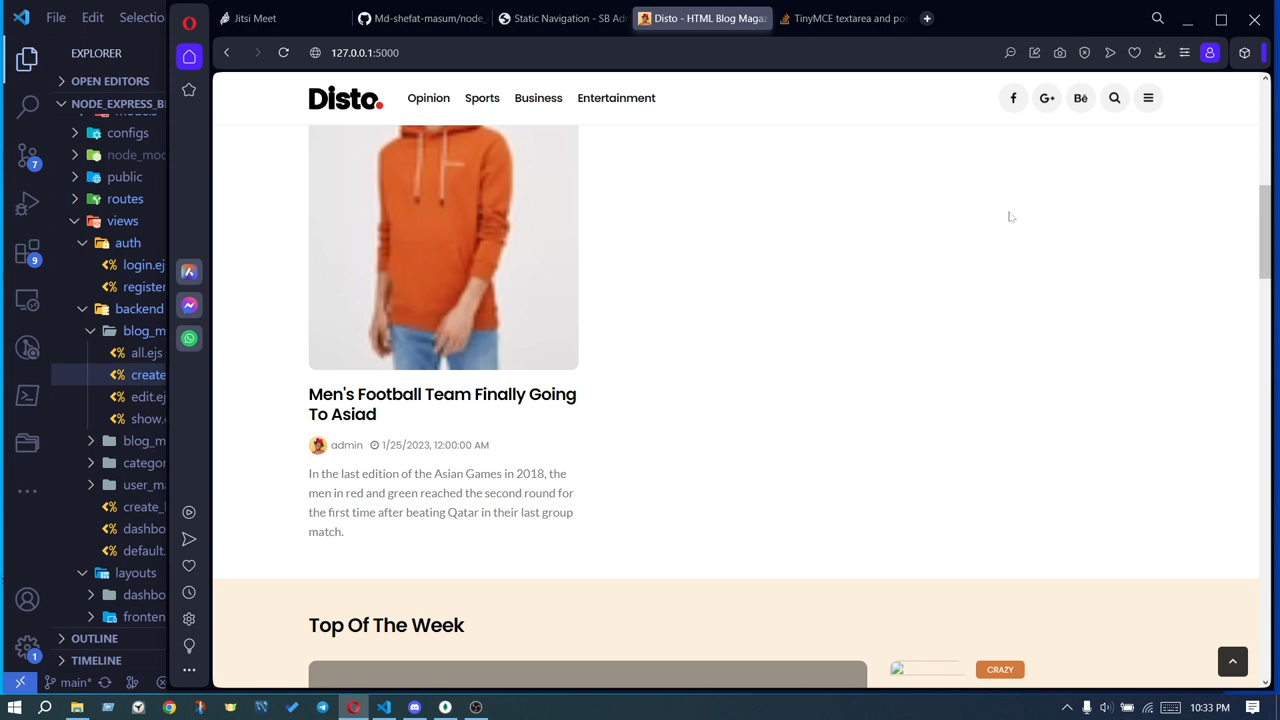 File Edit Selectio
Jitsi Meet
Md-shefat-masum/node_
Static Navigation - SB Ad
Disto - HTML Blog Magaz
TinyMCE textarea and pos
127.0.0.1:5000
EXPLORER
OPEN EDITORS
NODE_EXPRESS_B
configs
node_mo
public
routes
views
auth
login.ej
register
backend
blog_m
all.ejs
create
edit.ej
show.
blog_m
categor
user_m
create_
dashbo
default.
layouts
dashbo
fronten
OUTLINE
TIMELINE
main*
7
9
1
Disto.
Opinion Sports Business Entertainment
Men's Football Team Finally Going
To Asiad
admin 1/25/2023, 12:00:00 AM
In the last edition of the Asian Games in 2018, the
men in red and green reached the second round for
the first time after beating Qatar in their last group
match.
Top Of The Week
CRAZY
10:33 PM